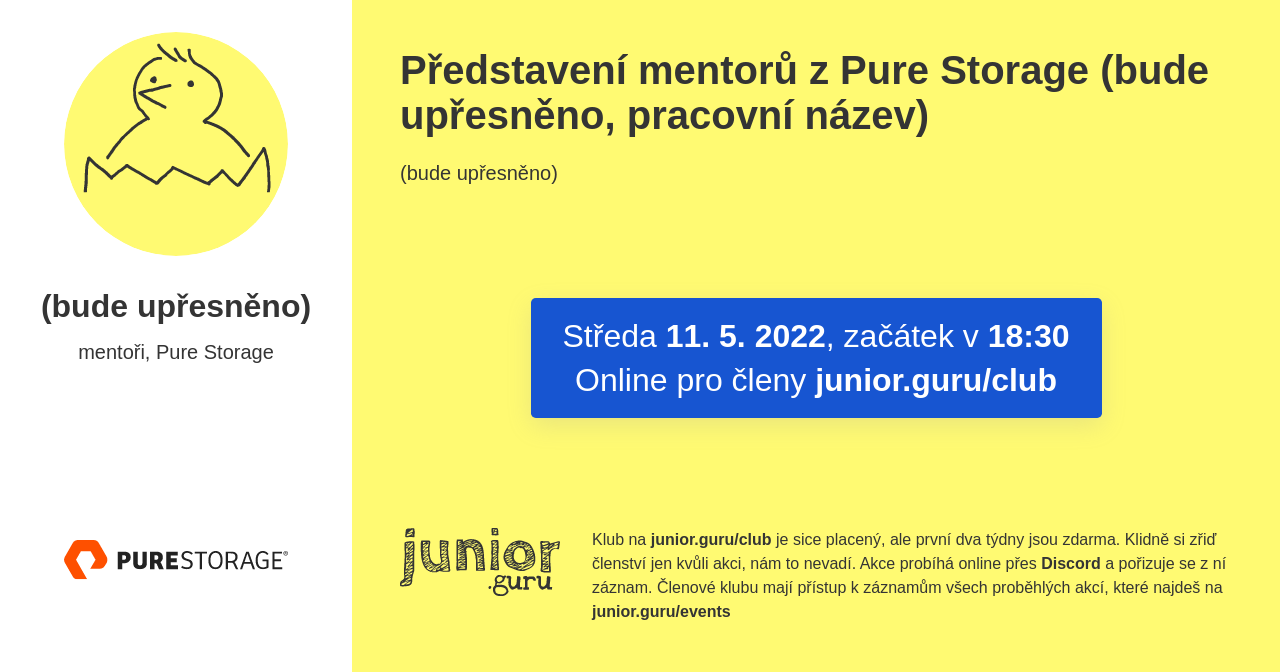 (bude upřesněno)
mentoři, Pure Storage
PURESTORAGE®
Představení mentorů z Pure Storage (bude
upřesněno, pracovní název)
(bude upřesněno)
Středa 11. 5. 2022, začátek v 18:30
Online pro členy junior.guru/club
junior
.guru
Klub na junior.guru/club je sice placený, ale první dva týdny jsou zdarma. Klidně si zřiď
členství jen kvůli akci, nám to nevadí. Akce probíhá online přes Discord a pořizuje se z ní
záznam. Členové klubu mají přístup k záznamům všech proběhlých akcí, které najdeš na
junior.guru/events